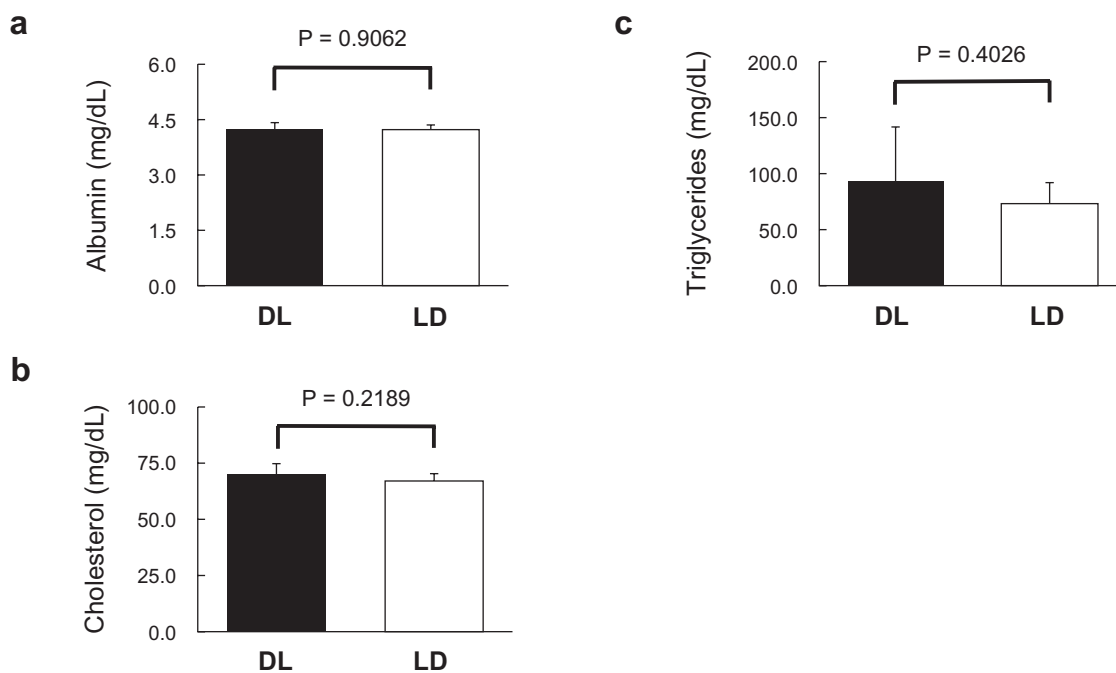 a
P = 0.9062
Albumin (mg/dL)
6.0
4.5
3.0
1.5
0.0
DL
LD
b
P = 0.2189
Cholesterol (mg/dL)
100.0
75.0
50.0
25.0
0.0
DL
LD
c
P = 0.4026
Triglycerides (mg/dL)
200.0
150.0
100.0
50.0
0.0
DL
LD